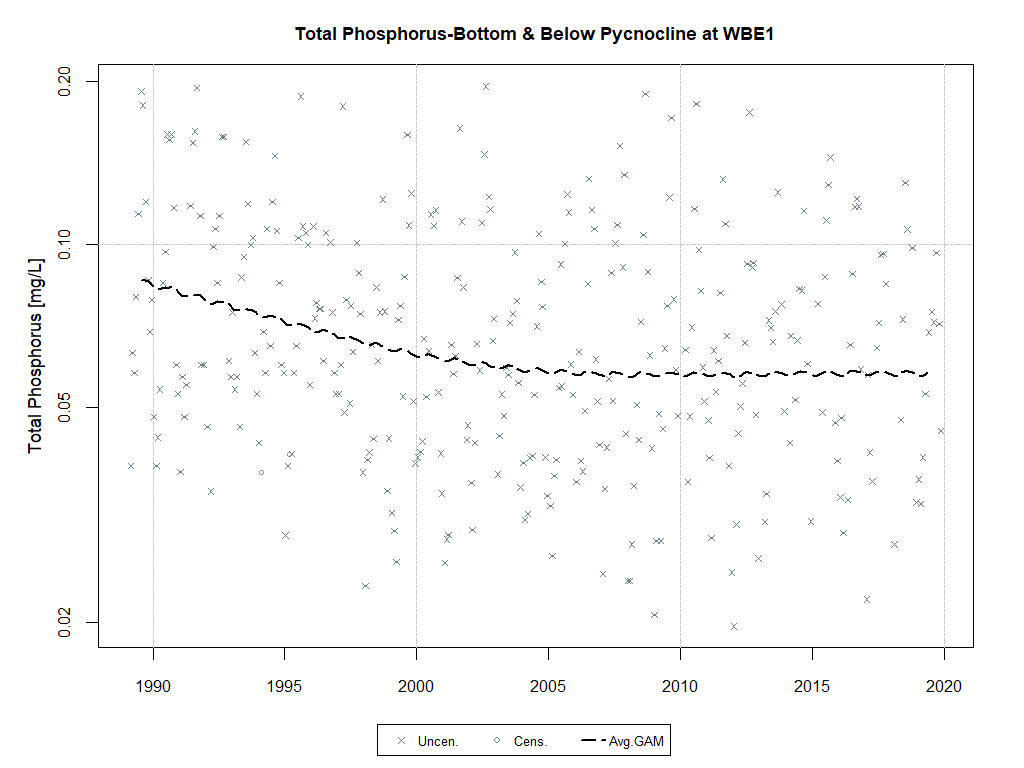 Total Phosphorus-Bottom & Below Pycnocline at WBE1
Total Phosphorus [mg/L]
0.20
0.10
0.05
0.02
1990 1995 2000 2005 2010 2015 2020
Uncen. Cens. Avg.GAM